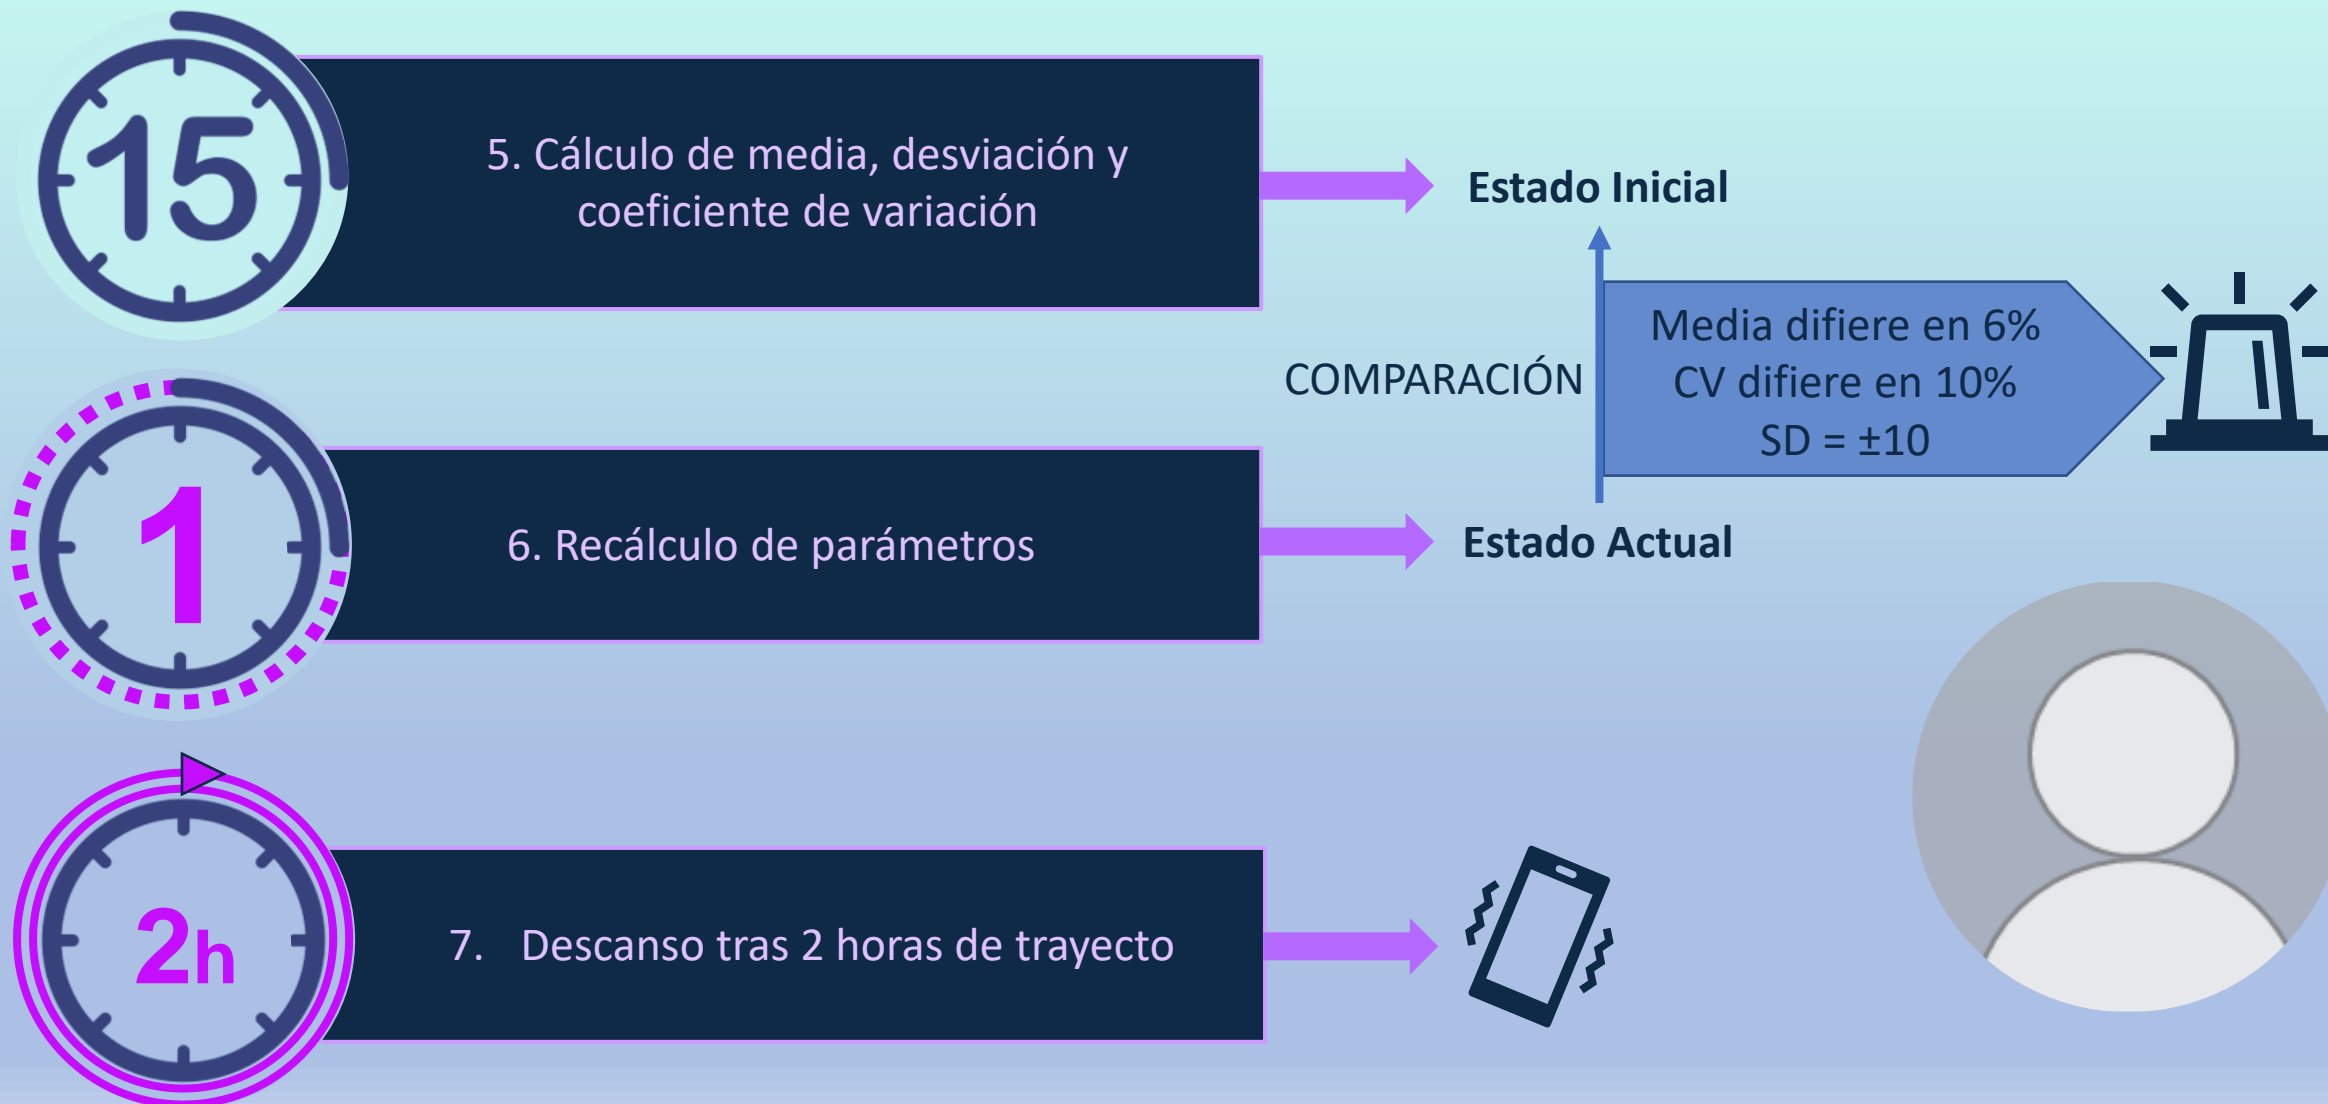 15
5. Cálculo de media, desviación y
coeficiente de variación
Estado Inicial
COMPARACIÓN
Media difiere en 6%
CV difiere en 10%
SD = ±10
1
6. Recálculo de parámetros
Estado Actual
2h
7. Descanso tras 2 horas de trayecto